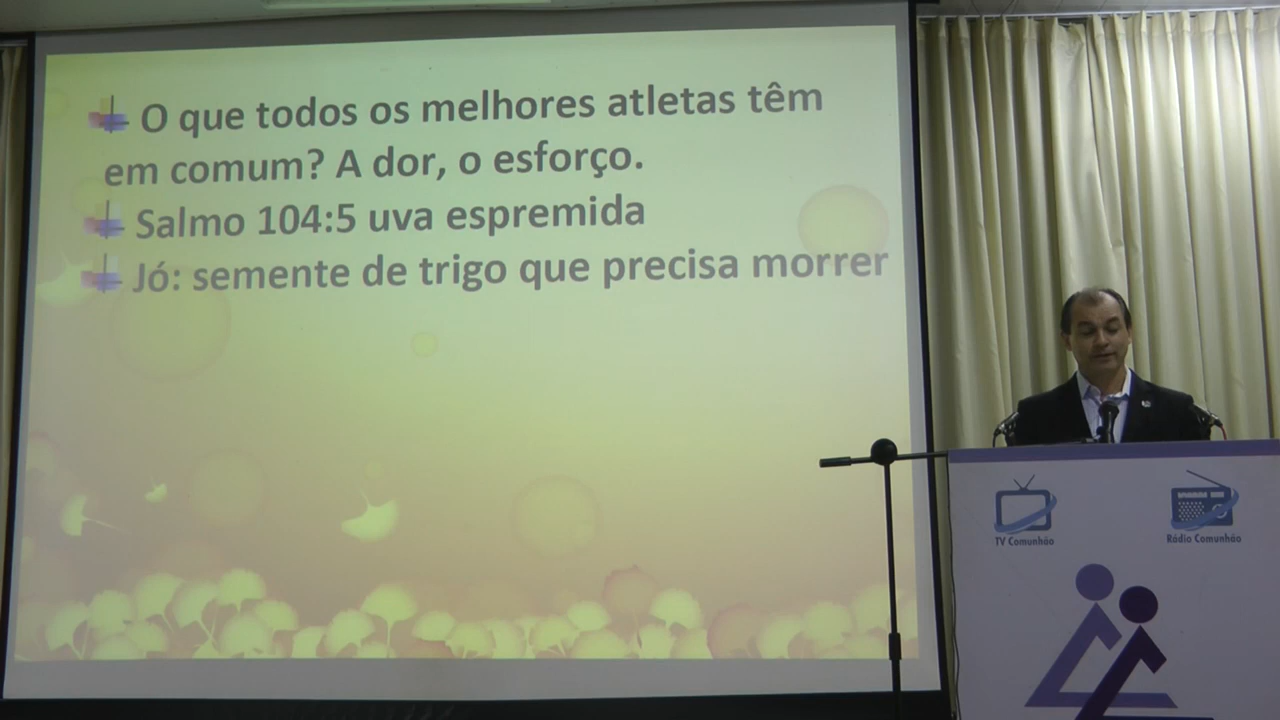 O que todos os melhores atletas têm
em comum? A dor, o esforço.
Salmo 104:5 uva espremida
Jó: semente de trigo que precisa morrer
TV Comunhão
Rádio Comunhão